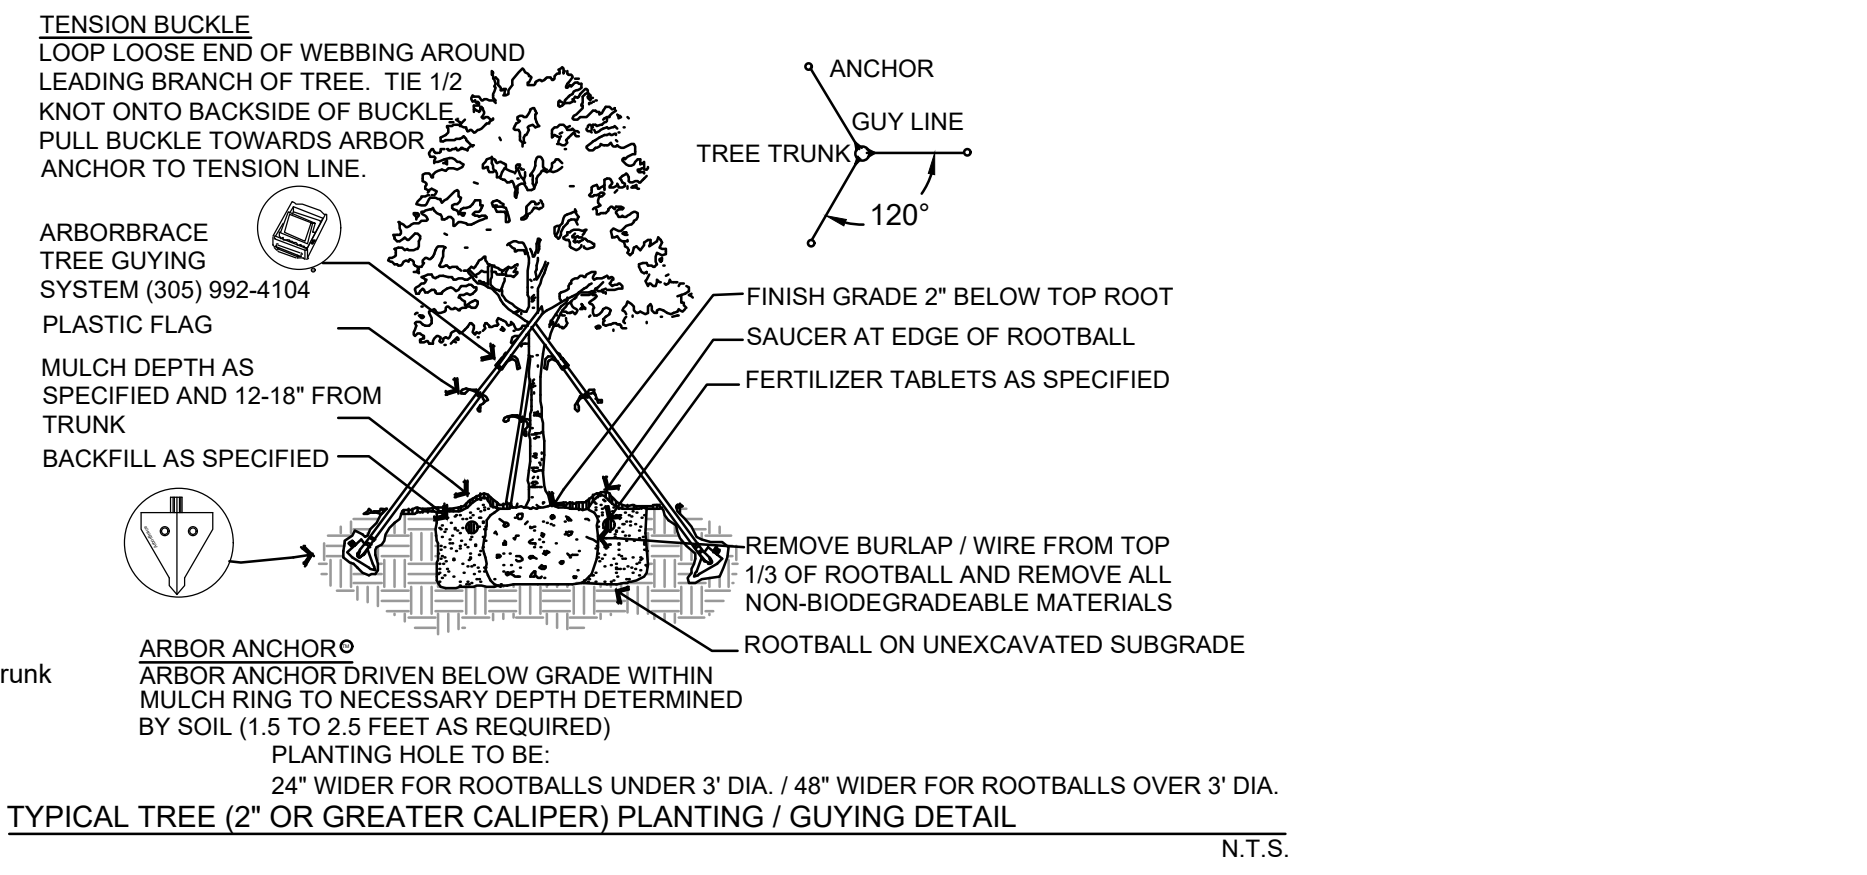 TENSION BUCKLE
LOOP LOOSE END OF WEBBING AROUND
LEADING BRANCH OF TREE.  TIE 1/2
KNOT ONTO BACKSIDE OF BUCKLE.
PULL BUCKLE TOWARDS ARBOR
ANCHOR TO TENSION LINE.
ANCHOR
GUY LINE
TREE TRUNK
120°
ARBORBRACE
TREE GUYING
SYSTEM (305) 992-4104
PLASTIC FLAG
MULCH DEPTH AS
SPECIFIED AND 12-18" FROM
TRUNK
BACKFILL AS SPECIFIED
FINISH GRADE 2" BELOW TOP ROOT
SAUCER AT EDGE OF ROOTBALL
FERTILIZER TABLETS AS SPECIFIED
REMOVE BURLAP / WIRE FROM TOP
1/3 OF ROOTBALL AND REMOVE ALL
NON-BIODEGRADEABLE MATERIALS
ROOTBALL ON UNEXCAVATED SUBGRADE
runk
ARBOR ANCHOR
ARBOR ANCHOR DRIVEN BELOW GRADE WITHIN
MULCH RING TO NECESSARY DEPTH DETERMINED
BY SOIL (1.5 TO 2.5 FEET AS REQUIRED)
PLANTING HOLE TO BE:
24" WIDER FOR ROOTBALLS UNDER 3' DIA. / 48" WIDER FOR ROOTBALLS OVER 3' DIA.
TYPICAL TREE (2" OR GREATER CALIPER) PLANTING / GUYING DETAIL
N.T.S.